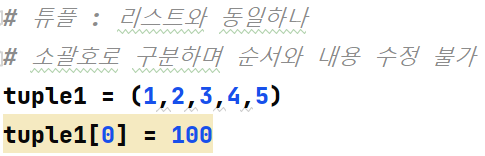 # 튜플 : 리스트와 동일하나
# 소괄호로 구분하며 순서와 내용 수정 불가
tuple1 = (1,2,3,4,5)
tuple1[0] = 100